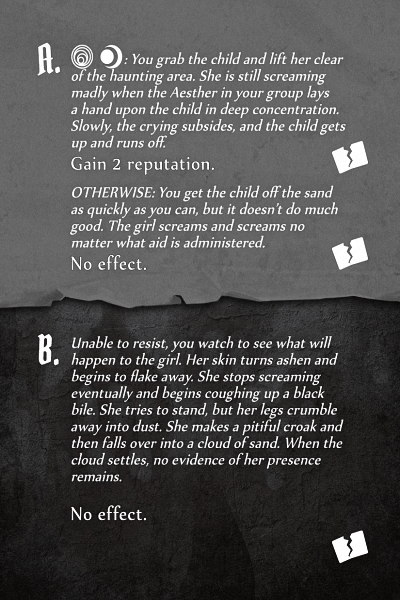 A. : You grab the child and lift her clear
of the haunting area. She is still screaming
madly when the Aesther in your group lays
a hand upon the child in deep concentration.
Slowly, the crying subsides, and the child gets
up and runs off.
Gain 2 reputation.
OTHERWISE: You get the child off the sand
as quickly as you can, but it doesn't do much
good. The girl screams and screams no
matter what aid is administered.
No effect.
B. Unable to resist, you watch to see what will
happen to the girl. Her skin turns ashen and
begins to flake away. She stops screaming
eventually and begins coughing up a black
bile. She tries to stand, but her legs crumble
away into dust. She makes a pitiful croak and
then falls over into a cloud of sand. When the
cloud settles, no evidence of her presence
remains.
No effect.